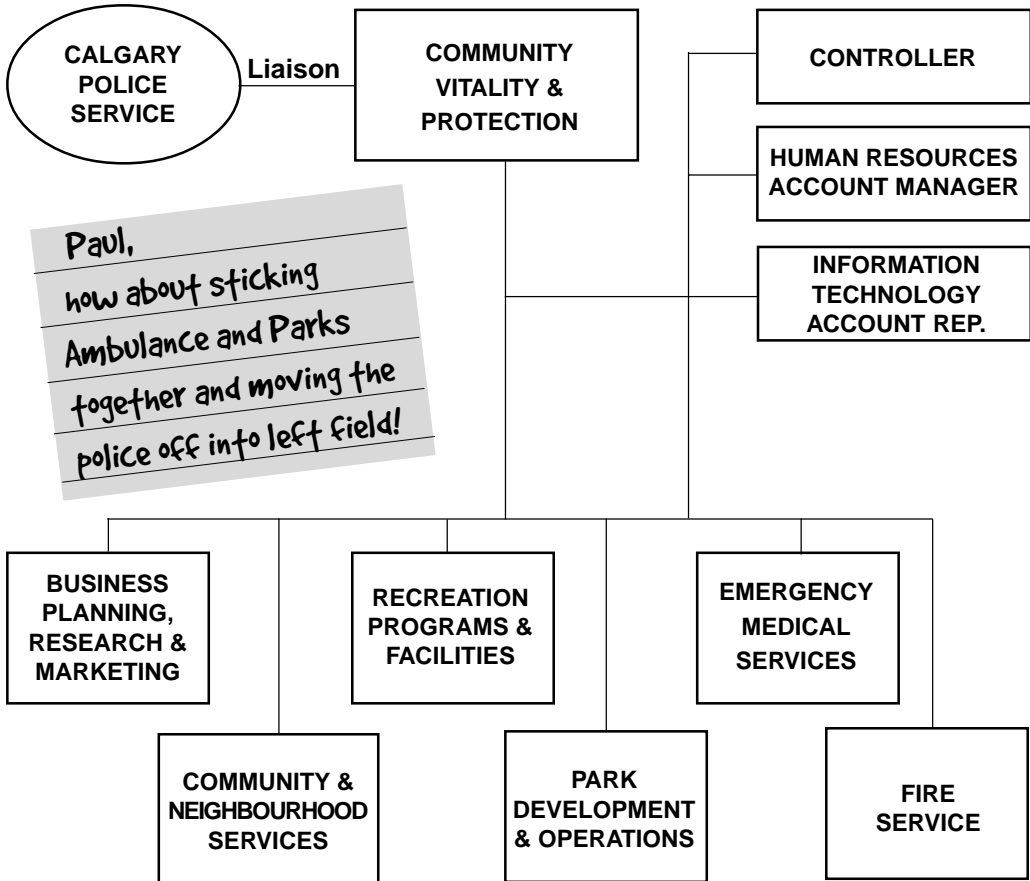 CALGARY
POLICE
SERVICE
Liaison
COMMUNITY
VITALITY &
PROTECTION
CONTROLLER
HUMAN RESOURCES
ACCOUNT MANAGER
INFORMATION
TECHNOLOGY
ACCOUNT REP.
Paul,
how about sticking
Ambulance and Parks
together and moving the
police off into left field!
BUSINESS
PLANNING,
RESEARCH &
MARKETING
RECREATION
PROGRAMS &
FACILITIES
EMERGENCY
MEDICAL
SERVICES
COMMUNITY &
NEIGHBOURHOOD
SERVICES
PARK
DEVELOPMENT
& OPERATIONS
FIRE
SERVICE